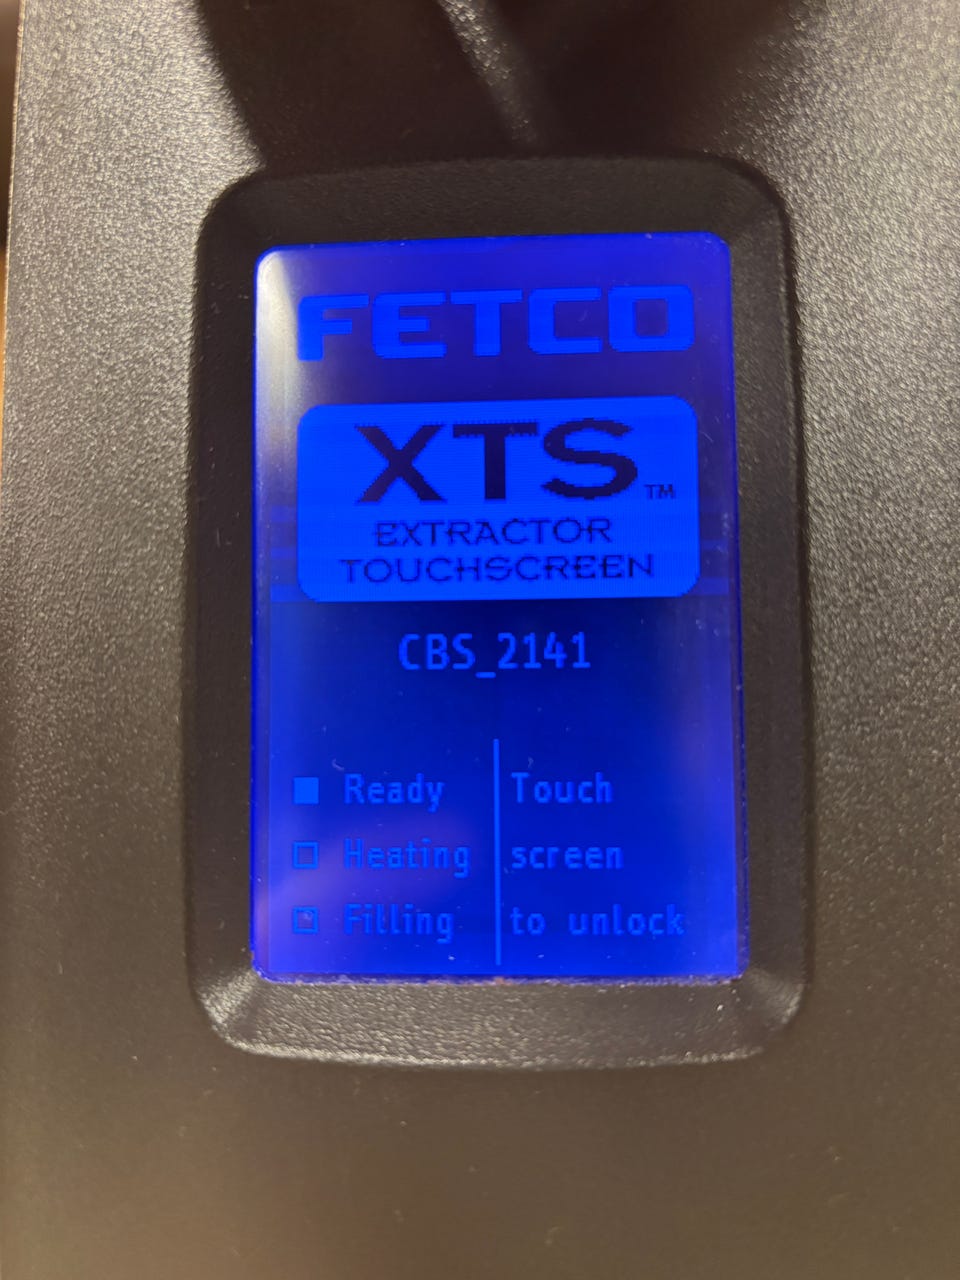 FETCO
XTS™
EXTRACTOR
TOUCHSCREEN
CBS_2141
Ready
Heating
Filling
Touch
screen
to unlock